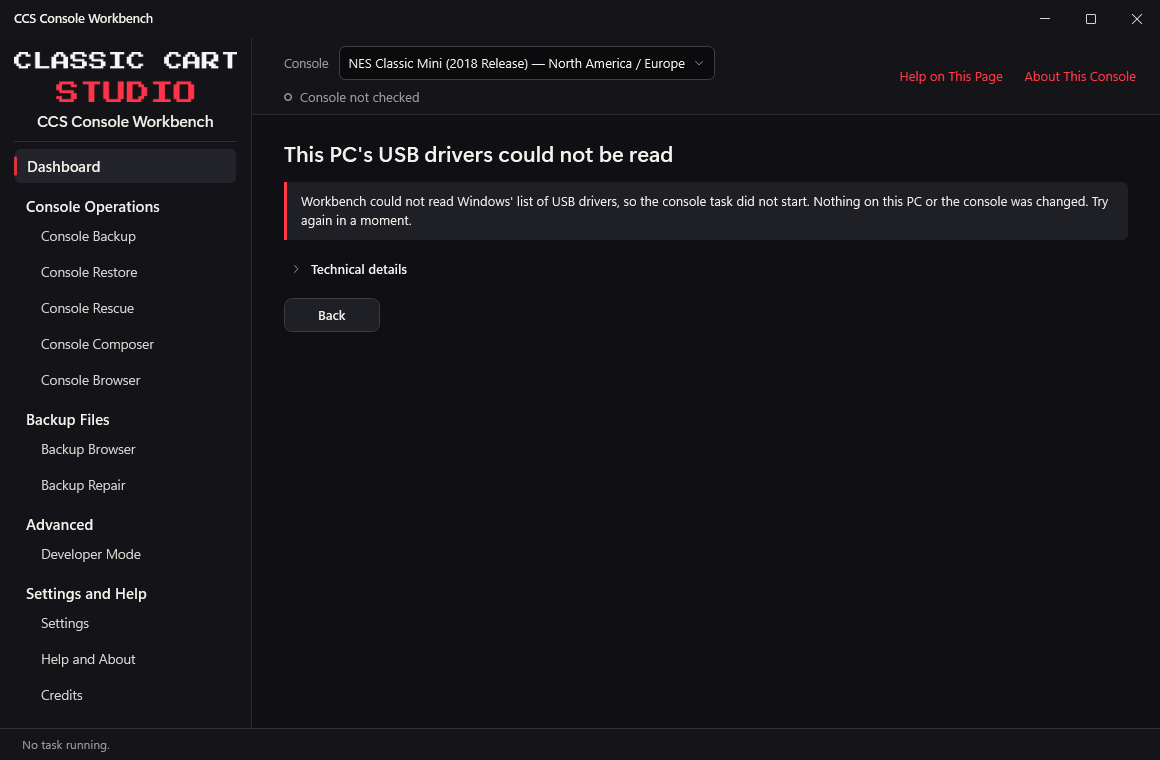 CCS Console Workbench
CLASSIC CART
STUDIO
CCS Console Workbench
Dashboard
Console Operations
Console Backup
Console Restore
Console Rescue
Console Composer
Console Browser
Backup Files
Backup Browser
Backup Repair
Advanced
Developer Mode
Settings and Help
Settings
Help and About
Credits
Console
NES Classic Mini (2018 Release) — North America / Europe
Console not checked
Help on This Page
About This Console
This PC's USB drivers could not be read
Workbench could not read Windows' list of USB drivers, so the console task did not start. Nothing on this PC or the console was changed. Try
again in a moment.
Technical details
Back
No task running.